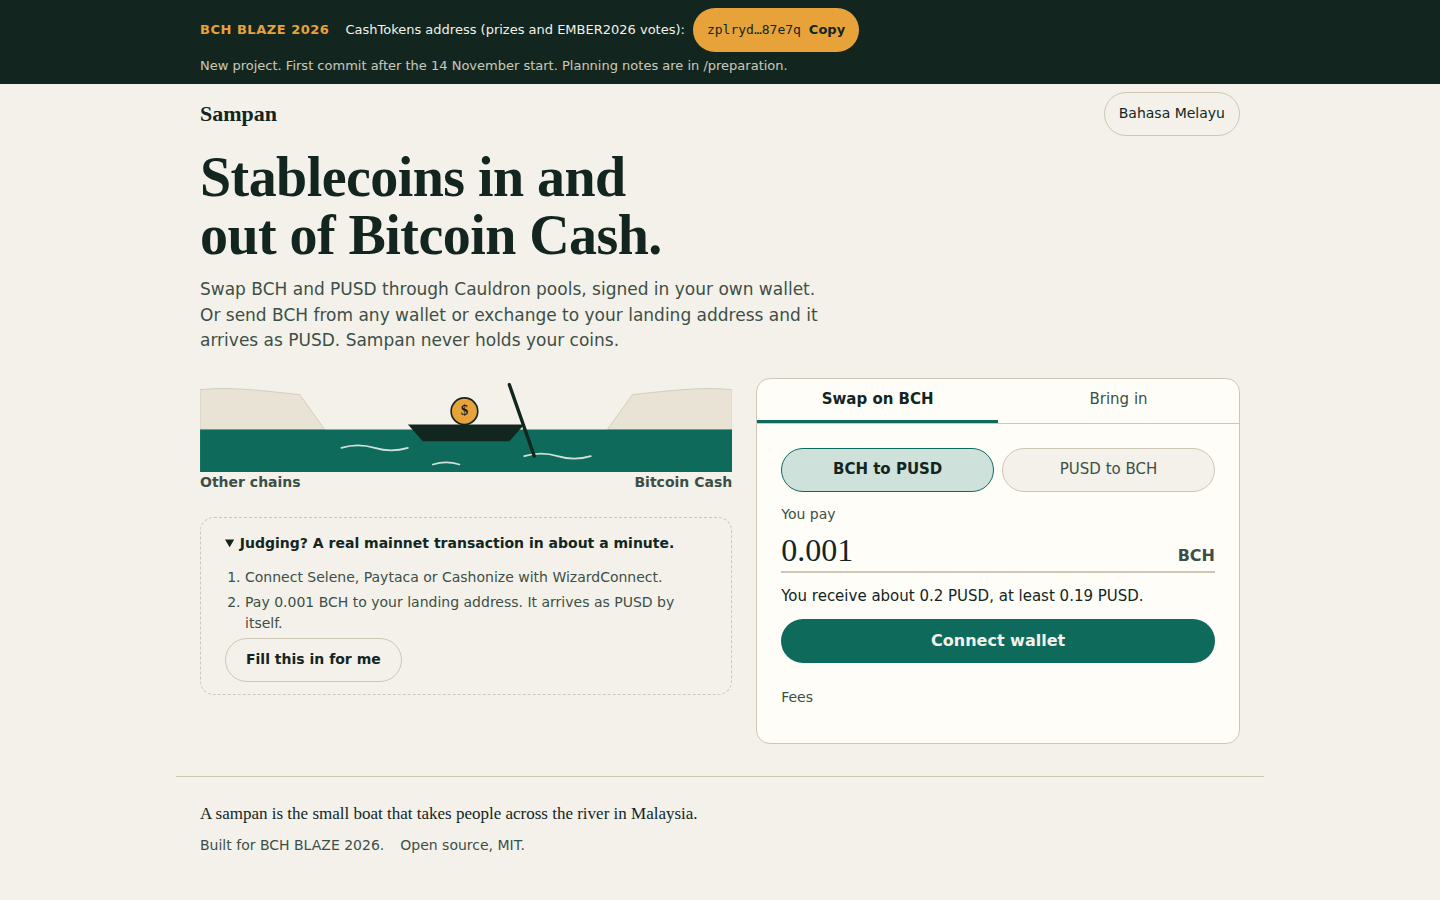 BCH BLAZE 2026 CashTokens address (prizes and EMBER2026 votes): zplryd…87e7q Copy
New project. First commit after the 14 November start. Planning notes are in /preparation.
Sampan
Bahasa Melayu
Stablecoins in and
out of Bitcoin Cash.
Swap BCH and PUSD through Cauldron pools, signed in your own wallet.
Or send BCH from any wallet or exchange to your landing address and it
arrives as PUSD. Sampan never holds your coins.
$
Other chains
Bitcoin Cash
▼ Judging? A real mainnet transaction in about a minute.
1. Connect Selene, Paytaca or Cashonize with WizardConnect.
2. Pay 0.001 BCH to your landing address. It arrives as PUSD by
itself.
Fill this in for me
Swap on BCH
Bring in
BCH to PUSD
PUSD to BCH
You pay
0.001 BCH
You receive about 0.2 PUSD, at least 0.19 PUSD.
Connect wallet
Fees
A sampan is the small boat that takes people across the river in Malaysia.
Built for BCH BLAZE 2026. Open source, MIT.